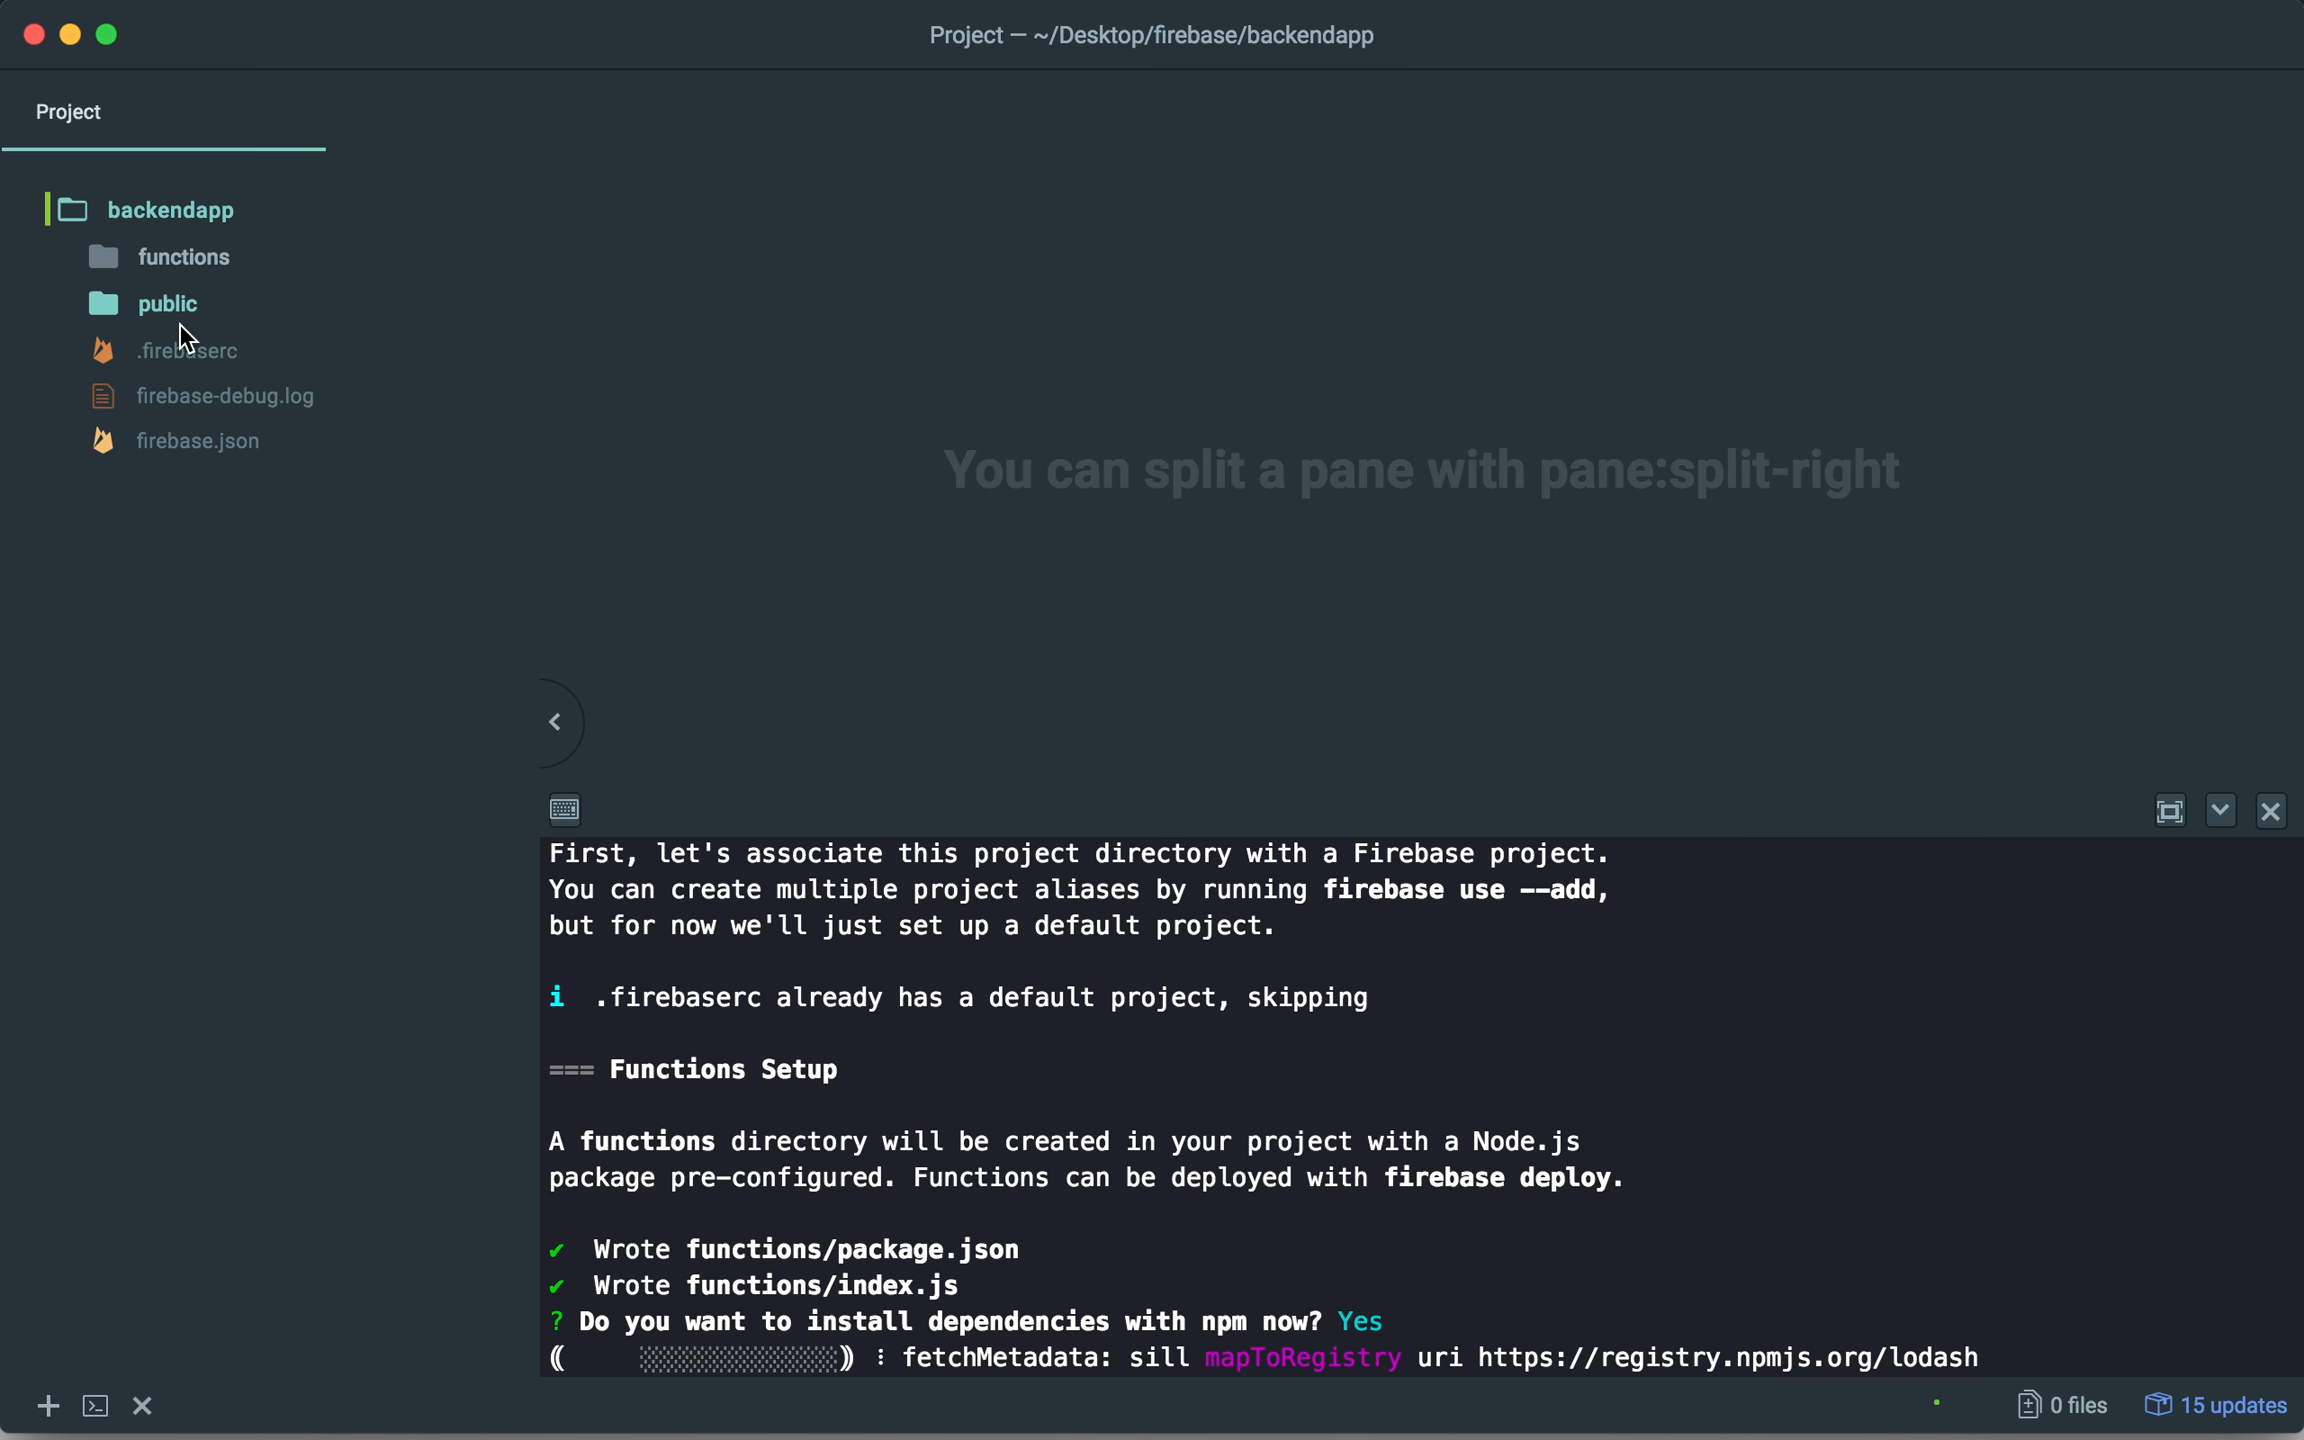 Project — ~/Desktop/firebase/backendapp
Project
backendapp
functions
public
.firebaserc
firebase-debug.log
firebase.json
You can split a pane with pane:split-right
First, let's associate this project directory with a Firebase project.
You can create multiple project aliases by running firebase use --add,
but for now we'll just set up a default project.
i .firebaserc already has a default project, skipping
=== Functions Setup
A functions directory will be created in your project with a Node.js
package pre-configured. Functions can be deployed with firebase deploy.
✔ Wrote functions/package.json
✔ Wrote functions/index.js
? Do you want to install dependencies with npm now? Yes
⸨    ░░░░░░░░░░░░░⸩ ⠇ fetchMetadata: sill mapToRegistry uri https://registry.npmjs.org/lodash
0 files
15 updates